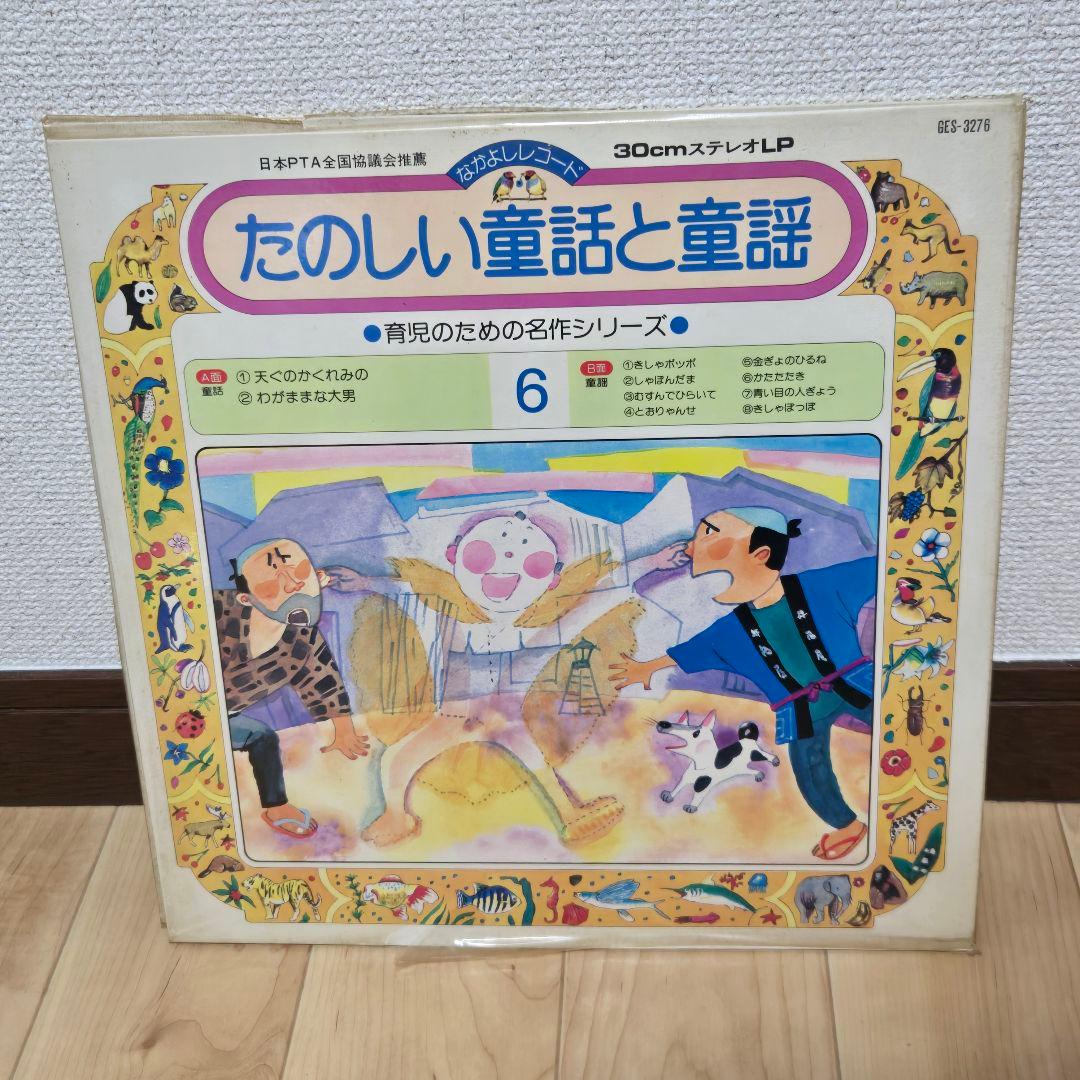 GES-3276
日本PTA全国協議会推薦
なかよしレコード
30cmステレオLP
たのしい童話と童謡
●育児のための名作シリーズ●
A面
童話
①天ぐのかくれみの
②わがままな大男
6
B面
童謡
①きしゃポッポ
②しゃぼんだま
③むすんでひらいて
④とおりゃんせ
⑤金ぎょのひるね
⑥かたたたき
⑦青い目の人ぎょう
⑧きしゃぽっぽ